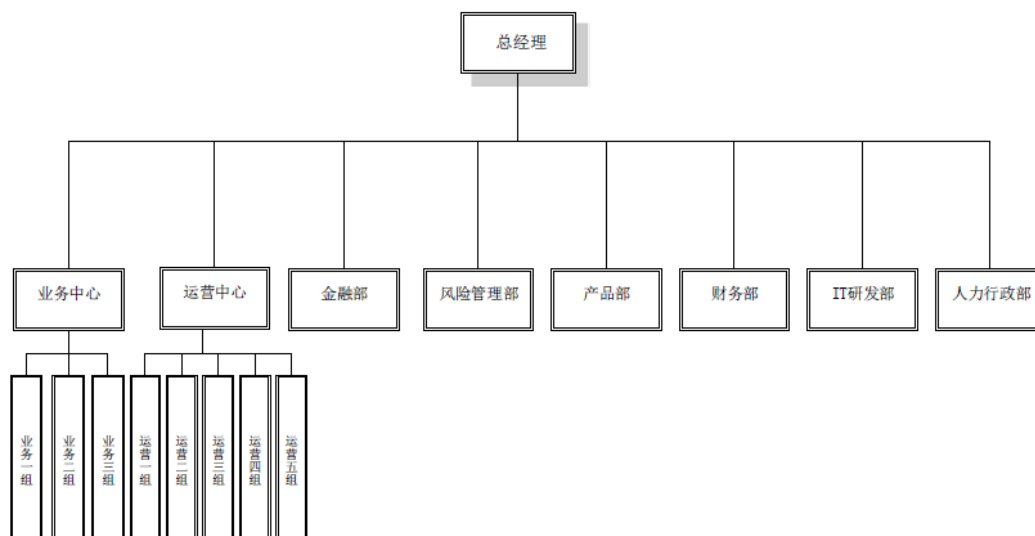 总经理
业务中心
运营中心
金融部
风险管理部
产品部
财务部
IT研发部
人力行政部
业务一组
业务二组
业务三组
运营一组
运营二组
运营三组
运营四组
运营五组